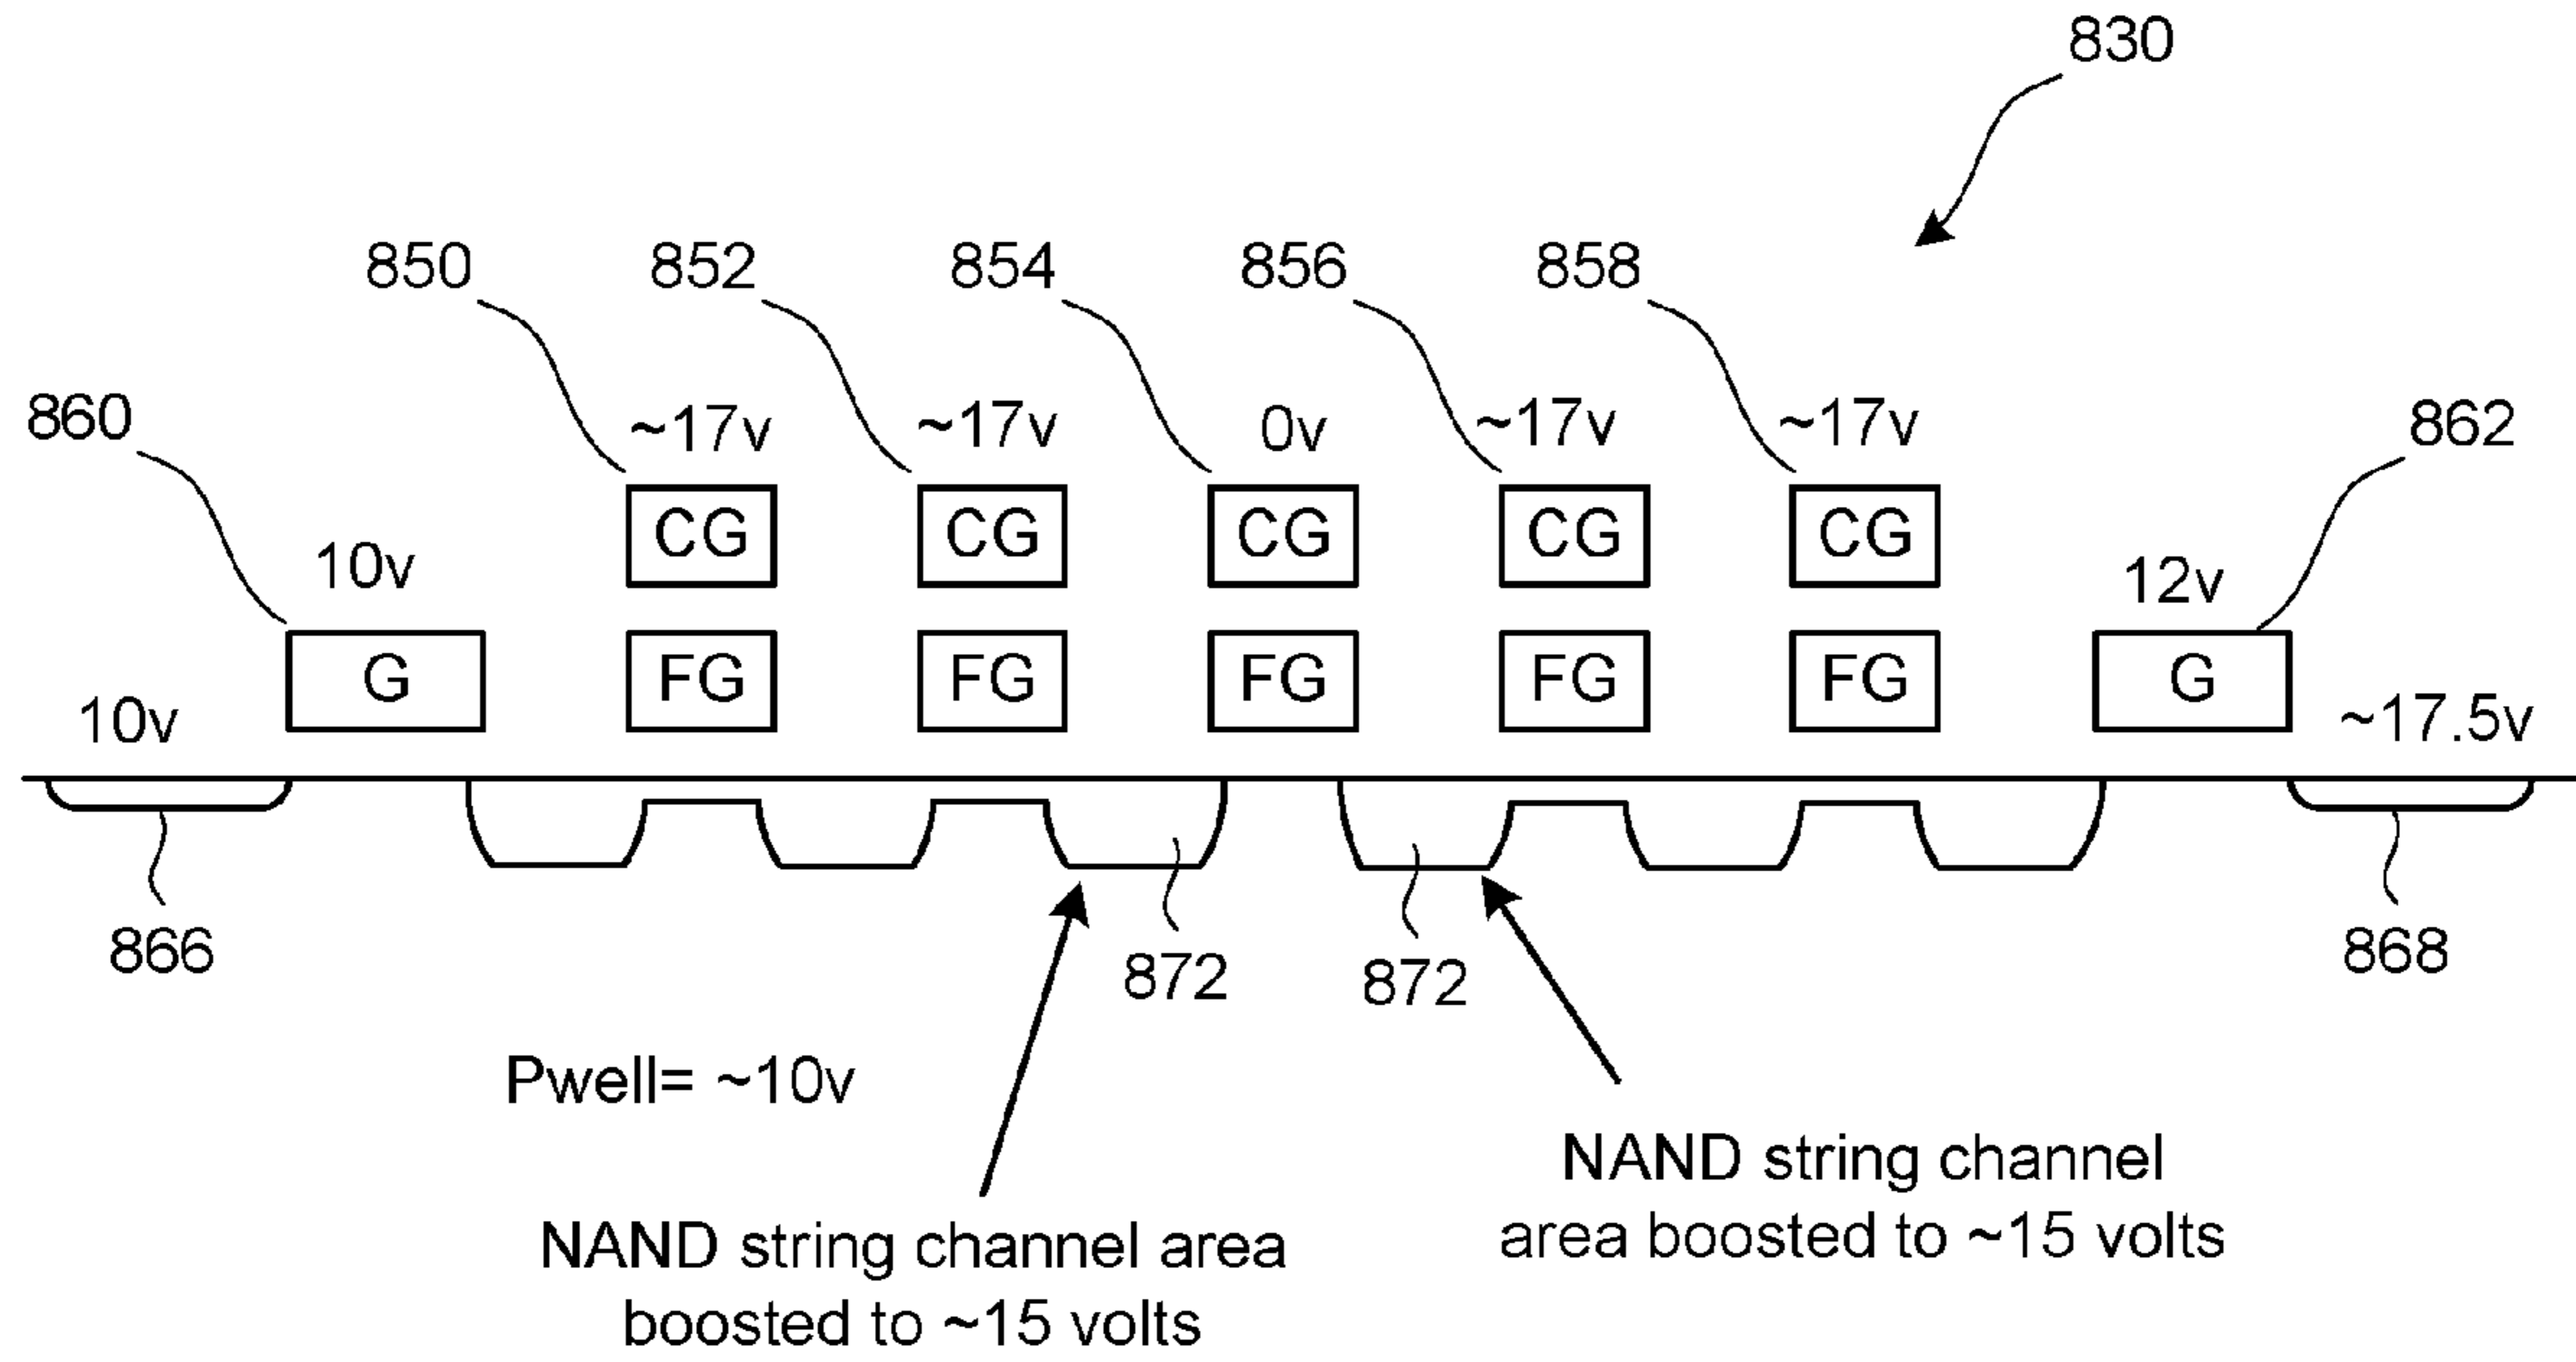 830
850 852 854 856 858
860 ~17v ~17v 0v ~17v ~17v 862
CG CG CG CG CG
10v 12v
G FG FG FG FG FG G
10v ~17.5v
866 872 872 868
Pwell= ~10v
NAND string channel area
boosted to ~15 volts
NAND string channel
area boosted to ~15 volts